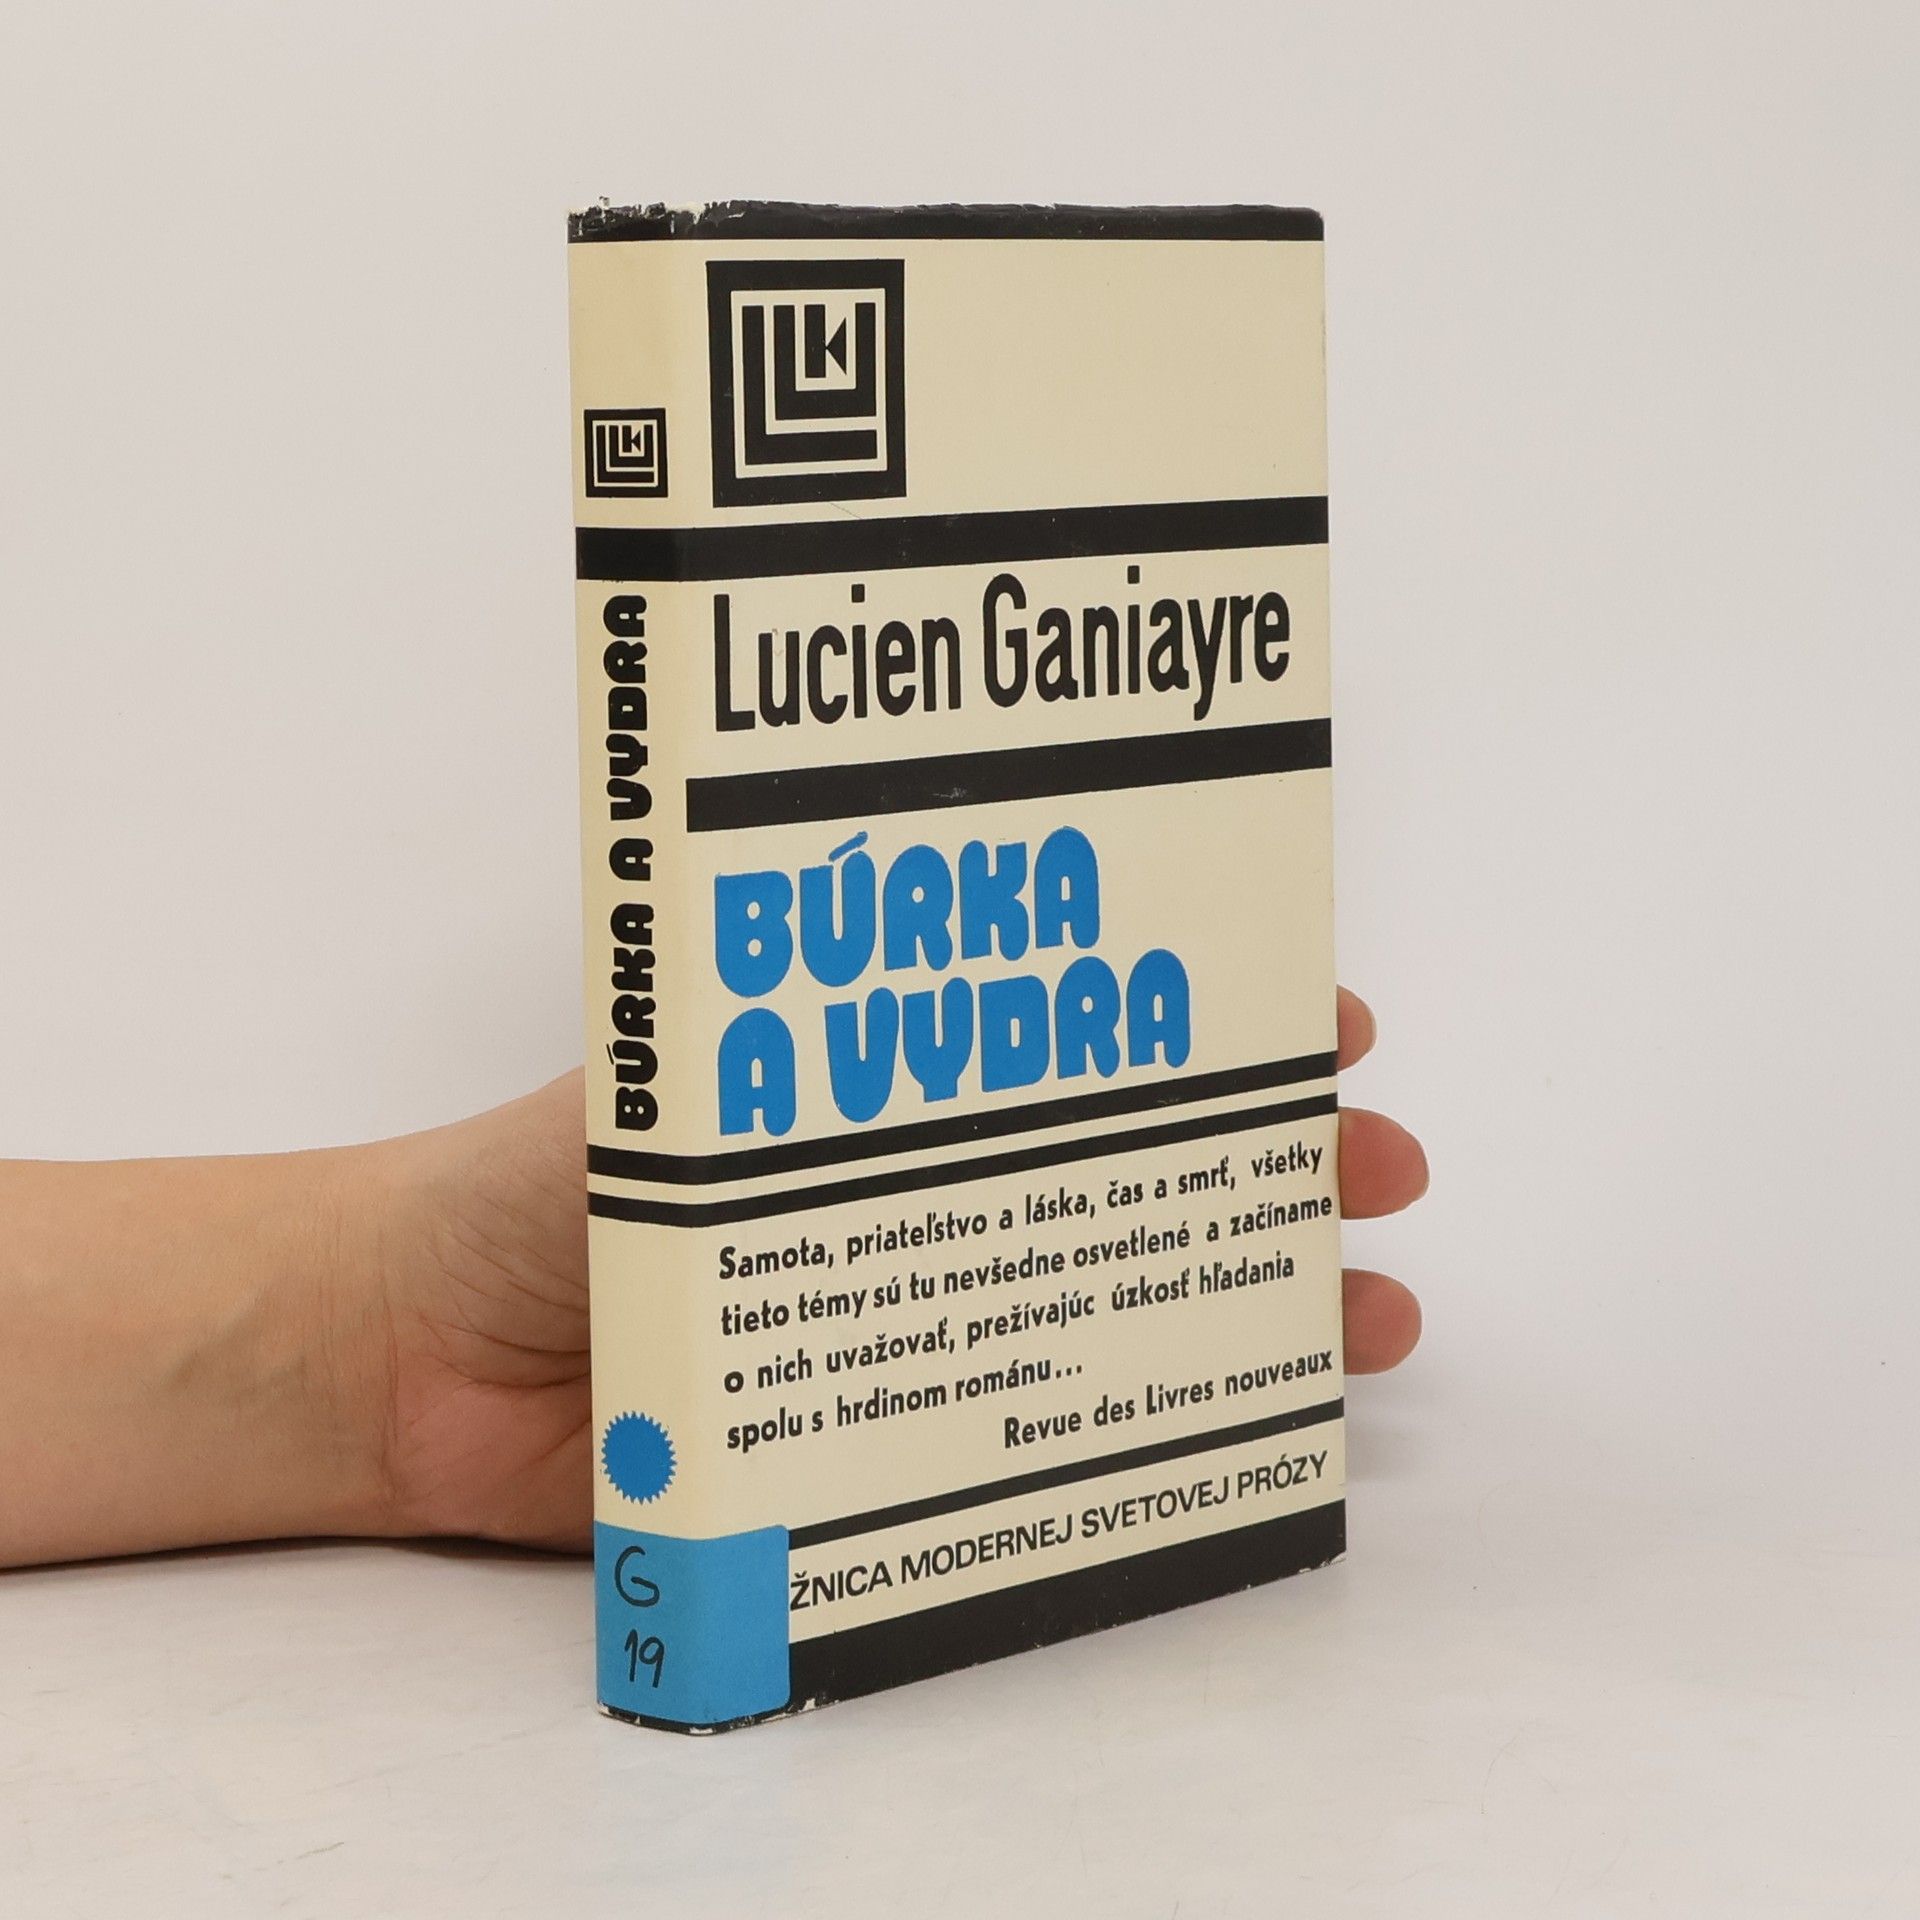 BÚRKA A VYDRA
G
19
Lucien Ganiayre
BÚRKA
A VYDRA
Samota, priateľstvo a láska, čas a smrť, všetky
tieto témy sú tu nevšedne osvetlené a začíname
o nich uvažovať, prežívajúc úzkosť hľadania
spolu s hrdinom románu...
Revue des Livres nouveaux
ŽNICA MODERNEJ SVETOVEJ PRÓZY